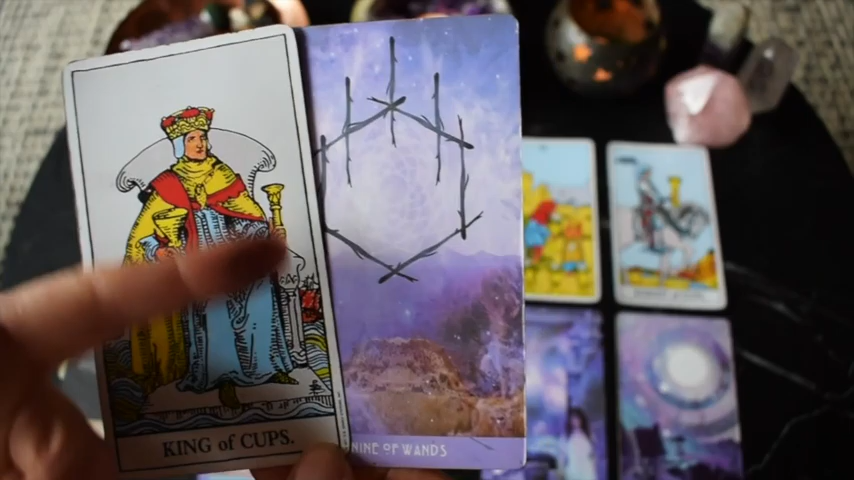 KING of CUPS.
NINE OF WANDS